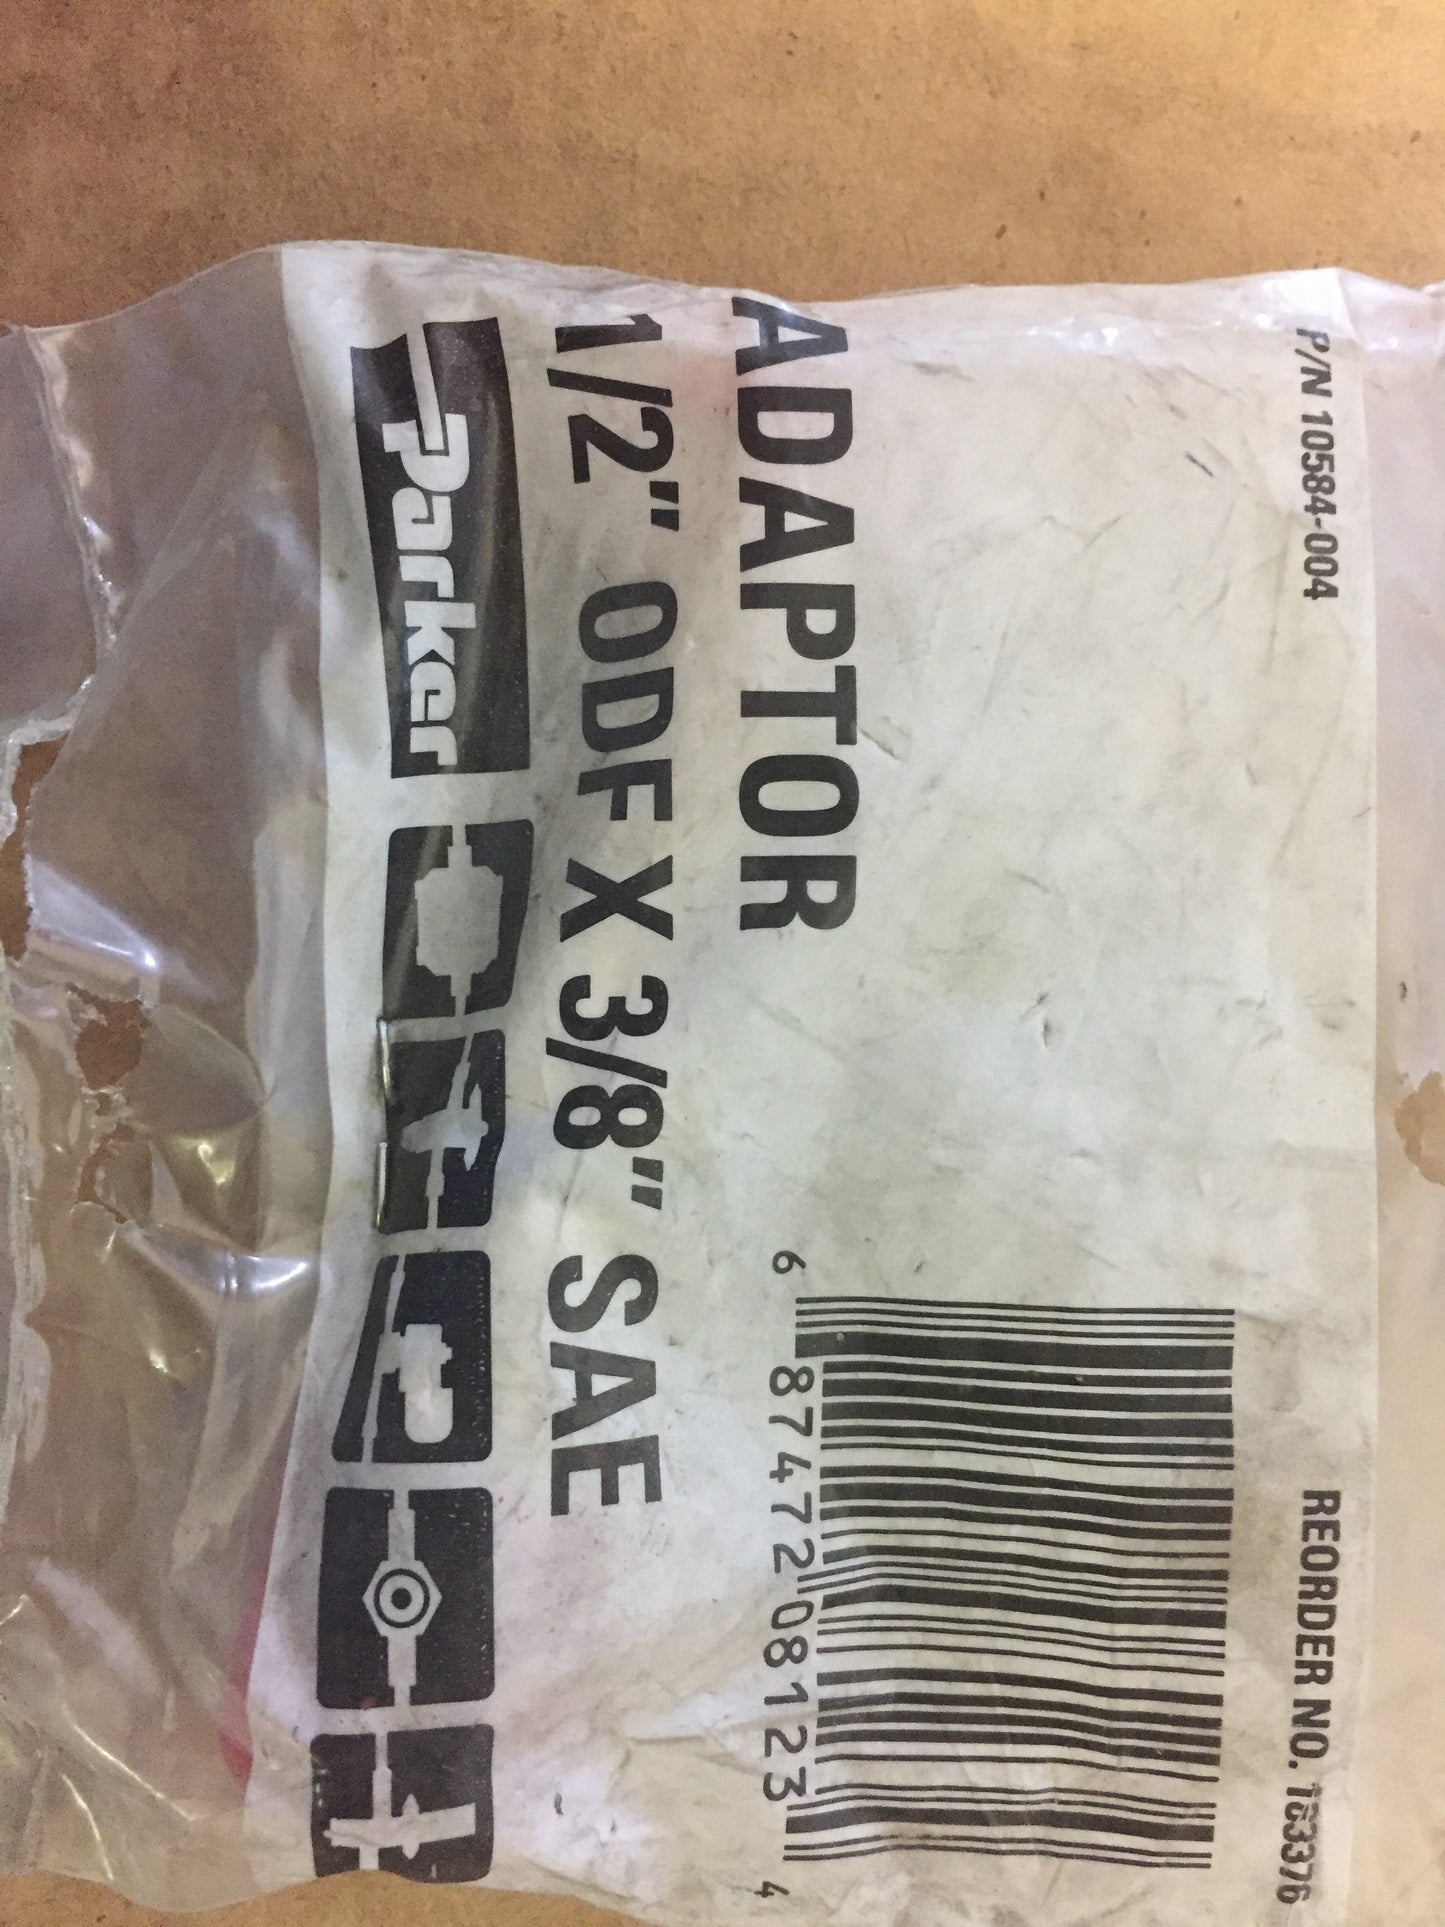 P/N 10584-004
REORDER NO.
ADAPTOR
6 87472 08123 4
1/2" ODF X 3/8" SAE
Parker